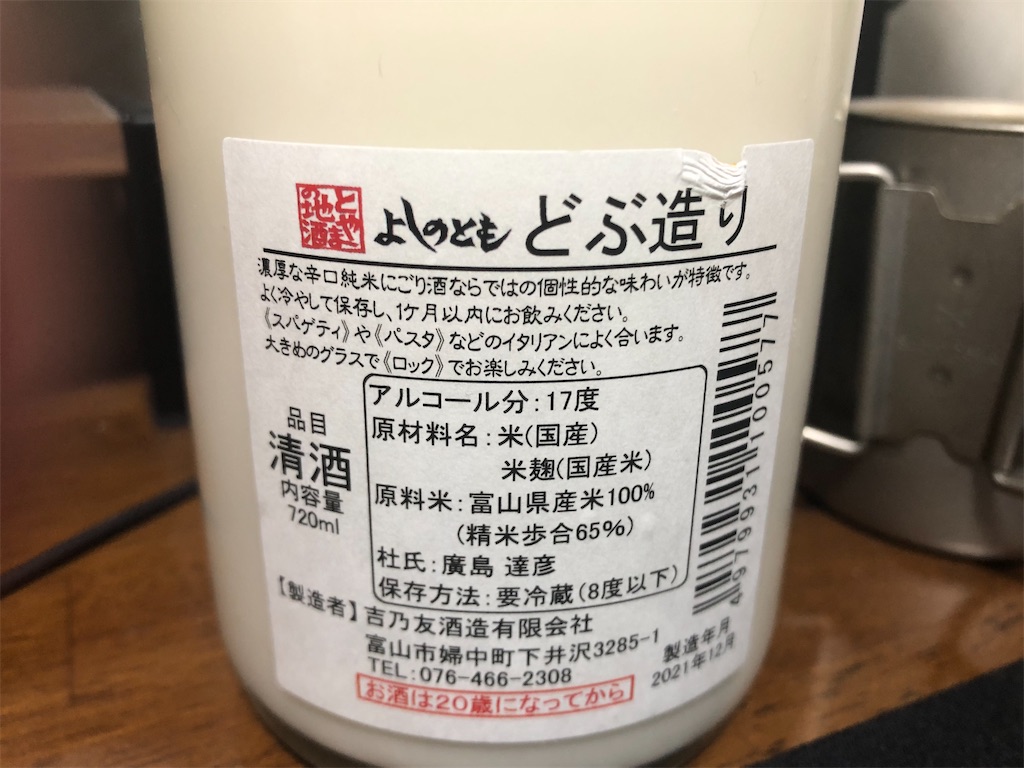 とやまの地酒
よしのとも どぶ造り
濃厚な辛口純米にごり酒ならではの個性的な味わいが特徴です。
よく冷やして保存し、1ケ月以内にお飲みください。
《スパゲティ》や《パスタ》などのイタリアンによく合います。
大きめのグラスで《ロック》でお楽しみください。
品目
清酒
内容量
720ml
アルコール分:17度
原材料名:米(国産)
米麹(国産米)
原料米:富山県産米100%
(精米歩合65%)
杜氏:廣島 達彦
保存方法:要冷蔵(8度以下)
【製造者】吉乃友酒造有限会社
富山市婦中町下井沢3285-1
TEL:076-466-2308
お酒は20歳になってから
製造年月
2021年12月
4979931100577